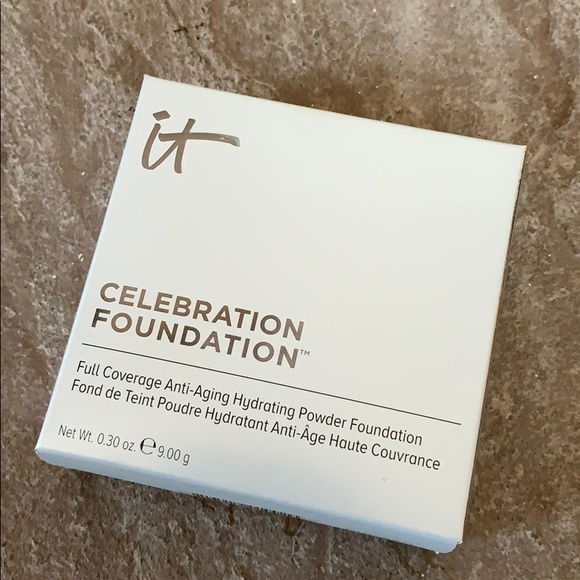 it
CELEBRATION
FOUNDATION™
Full Coverage Anti-Aging Hydrating Powder Foundation
Fond de Teint Poudre Hydratant Anti-Âge Haute Couvrance
Net Wt. 0.30 oz. ℮ 9.00 g